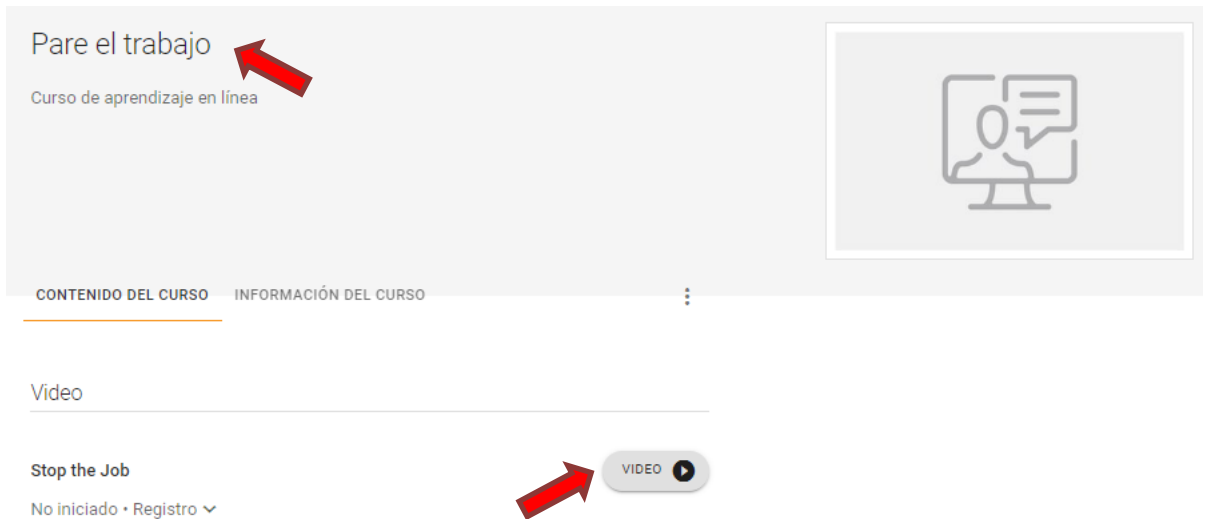 Pare el trabajo
Curso de aprendizaje en línea
CONTENIDO DEL CURSO INFORMACIÓN DEL CURSO
Video
Stop the Job
VIDEO
No iniciado • Registro